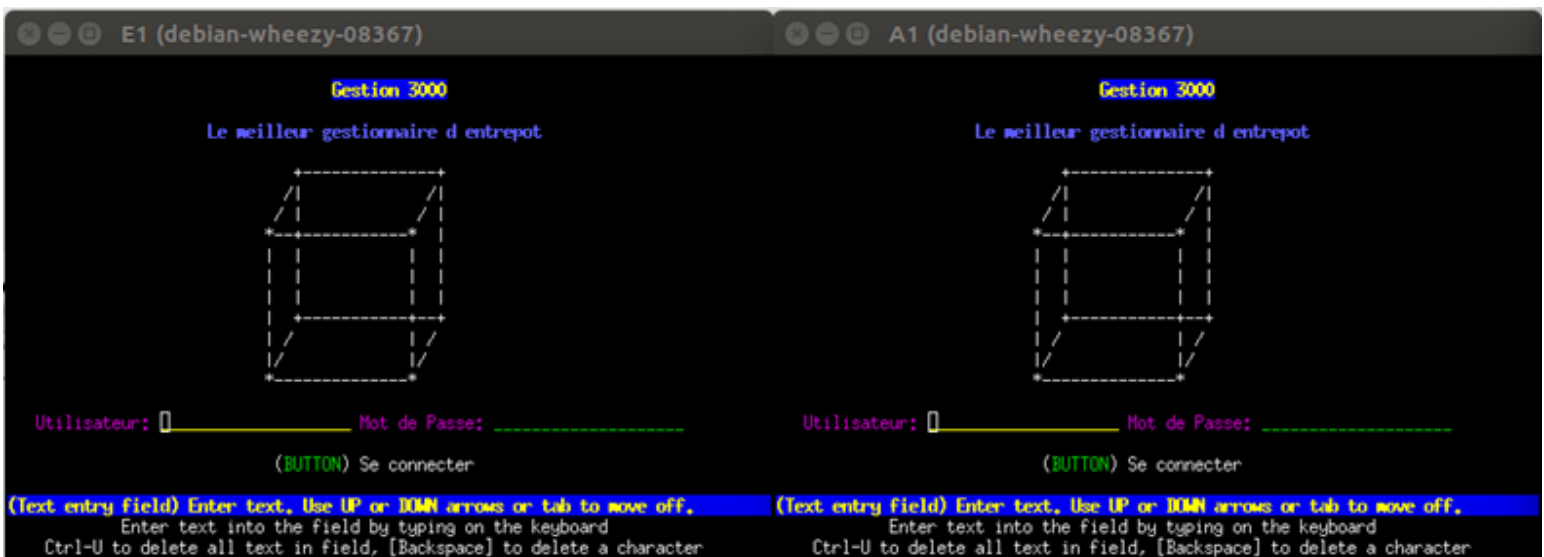 E1 (debian-wheezy-08367)
Gestion 3000
Le meilleur gestionnaire d entrepot
Utilisateur: Mot de Passe:
(BUTTON) Se connecter
(Text entry field) Enter text. Use UP or DOWN arrows or tab to move off.
Enter text into the field by typing on the keyboard
Ctrl-U to delete all text in field, [Backspace] to delete a character
A1 (debian-wheezy-08367)
Gestion 3000
Le meilleur gestionnaire d entrepot
Utilisateur: Mot de Passe:
(BUTTON) Se connecter
(Text entry field) Enter text. Use UP or DOWN arrows or tab to move off.
Enter text into the field by typing on the keyboard
Ctrl-U to delete all text in field, [Backspace] to delete a character